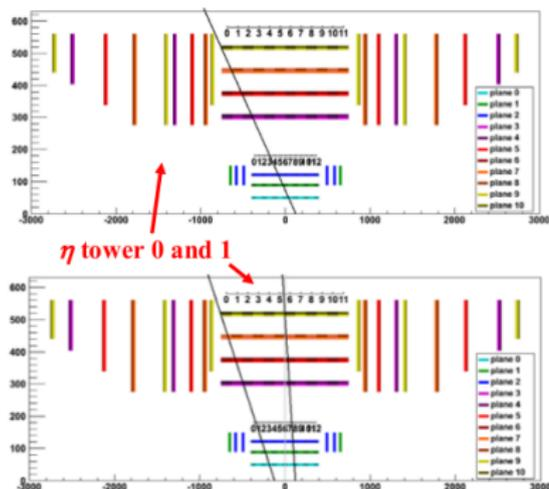 600
500
400
300
200
100
0
0 1 2 3 4 5 6 7 8 9 10 11
0123456789101112
plane 0
plane 1
plane 2
plane 3
plane 4
plane 5
plane 6
plane 7
plane 8
plane 9
plane 10
-3000 -2000 -1000 0 1000 2000 3000
η tower 0 and 1
600
500
400
300
200
100
0
0 1 2 3 4 5 6 7 8 9 10 11
0123456789101112
plane 0
plane 1
plane 2
plane 3
plane 4
plane 5
plane 6
plane 7
plane 8
plane 9
plane 10
-3000 -2000 -1000 0 1000 2000 3000